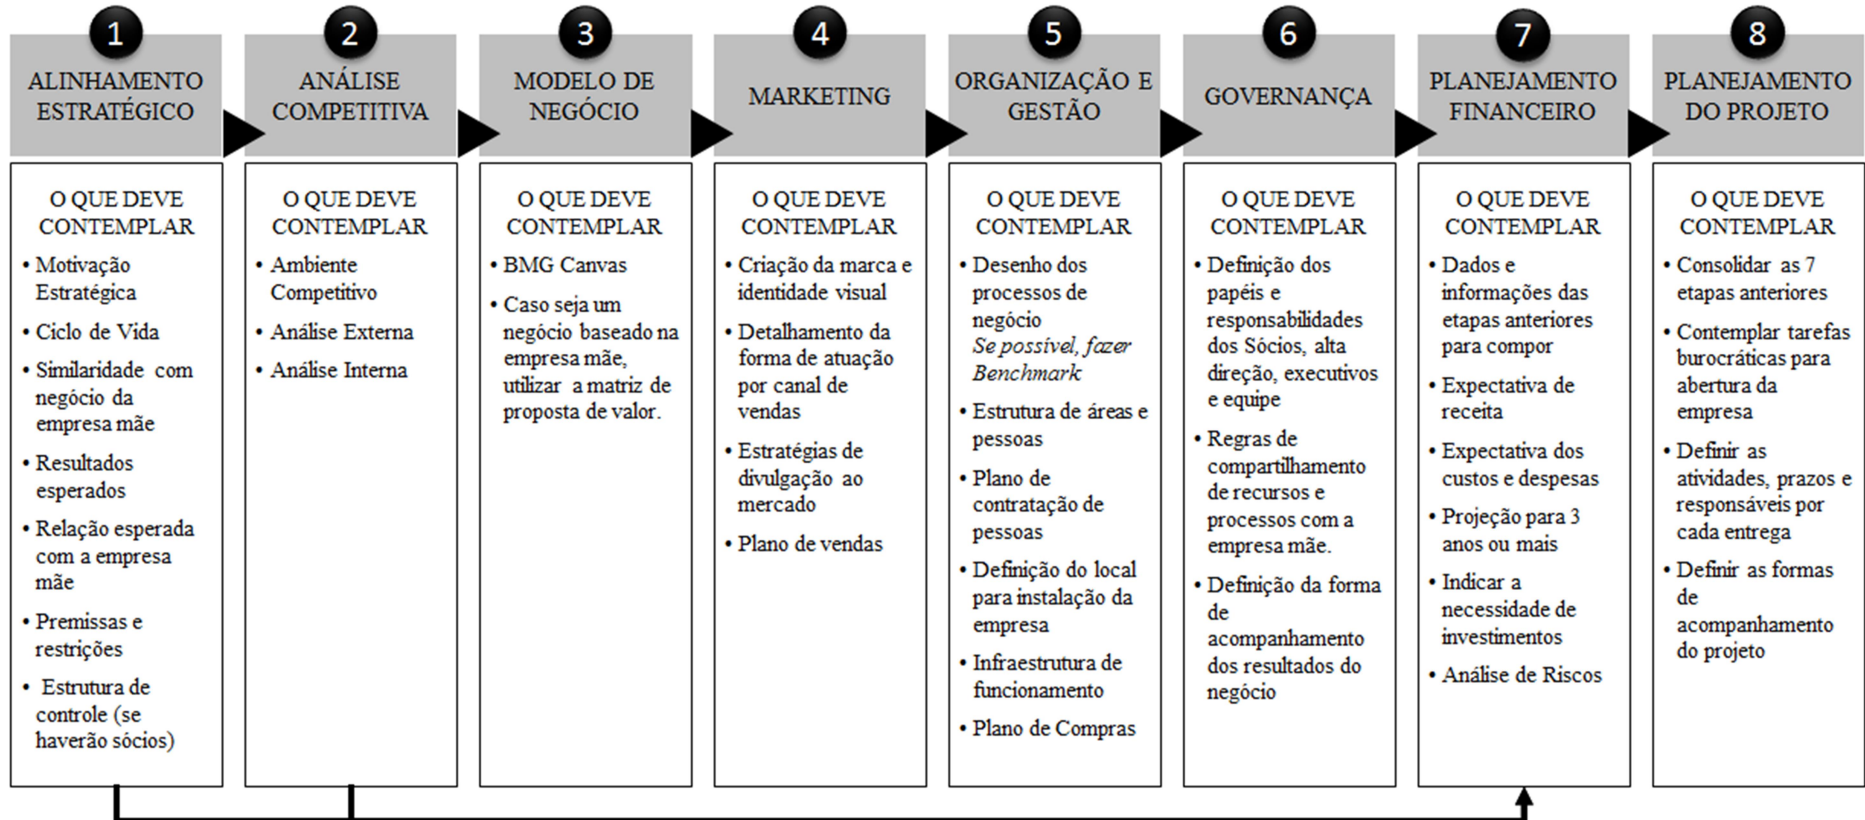 1
ALINHAMENTO
ESTRATÉGICO
O QUE DEVE
CONTEMPLAR
• Motivação
Estratégica
• Ciclo de Vida
• Similaridade com
negócio da
empresa mãe
• Resultados
esperados
• Relação esperada
com a empresa
mãe
• Premissas e
restrições
• Estrutura de
controle (se
haverão sócios)
2
ANÁLISE
COMPETITIVA
O QUE DEVE
CONTEMPLAR
• Ambiente
Competitivo
• Análise Externa
• Análise Interna
3
MODELO DE
NEGÓCIO
O QUE DEVE
CONTEMPLAR
• BMG Canvas
• Caso seja um
negócio baseado na
empresa mãe,
utilizar a matriz de
proposta de valor.
4
MARKETING
O QUE DEVE
CONTEMPLAR
• Criação da marca e
identidade visual
• Detalhamento da
forma de atuação
por canal de
vendas
• Estratégias de
divulgação ao
mercado
• Plano de vendas
5
ORGANIZAÇÃO E
GESTÃO
O QUE DEVE
CONTEMPLAR
• Desenho dos
processos de
negócio
Se possível, fazer
Benchmark
• Estrutura de áreas e
pessoas
• Plano de
contratação de
pessoas
• Definição do local
para instalação da
empresa
• Infraestrutura de
funcionamento
• Plano de Compras
6
GOVERNANÇA
O QUE DEVE
CONTEMPLAR
• Definição dos
papéis e
responsabilidades
dos Sócios, alta
direção, executivos
e equipe
• Regras de
compartilhamento
de recursos e
processos com a
empresa mãe.
• Definição da forma
de
acompanhamento
dos resultados do
negócio
7
PLANEJAMENTO
FINANCEIRO
O QUE DEVE
CONTEMPLAR
• Dados e
informações das
etapas anteriores
para compor
• Expectativa de
receita
• Expectativa dos
custos e despesas
• Projeção para 3
anos ou mais
• Indicar a
necessidade de
investimentos
• Análise de Riscos
8
PLANEJAMENTO
DO PROJETO
O QUE DEVE
CONTEMPLAR
• Consolidar as 7
etapas anteriores
• Contemplar tarefas
burocráticas para
abertura da
empresa
• Definir as
atividades, prazos e
responsáveis por
cada entrega
• Definir as formas
de
acompanhamento
do projeto